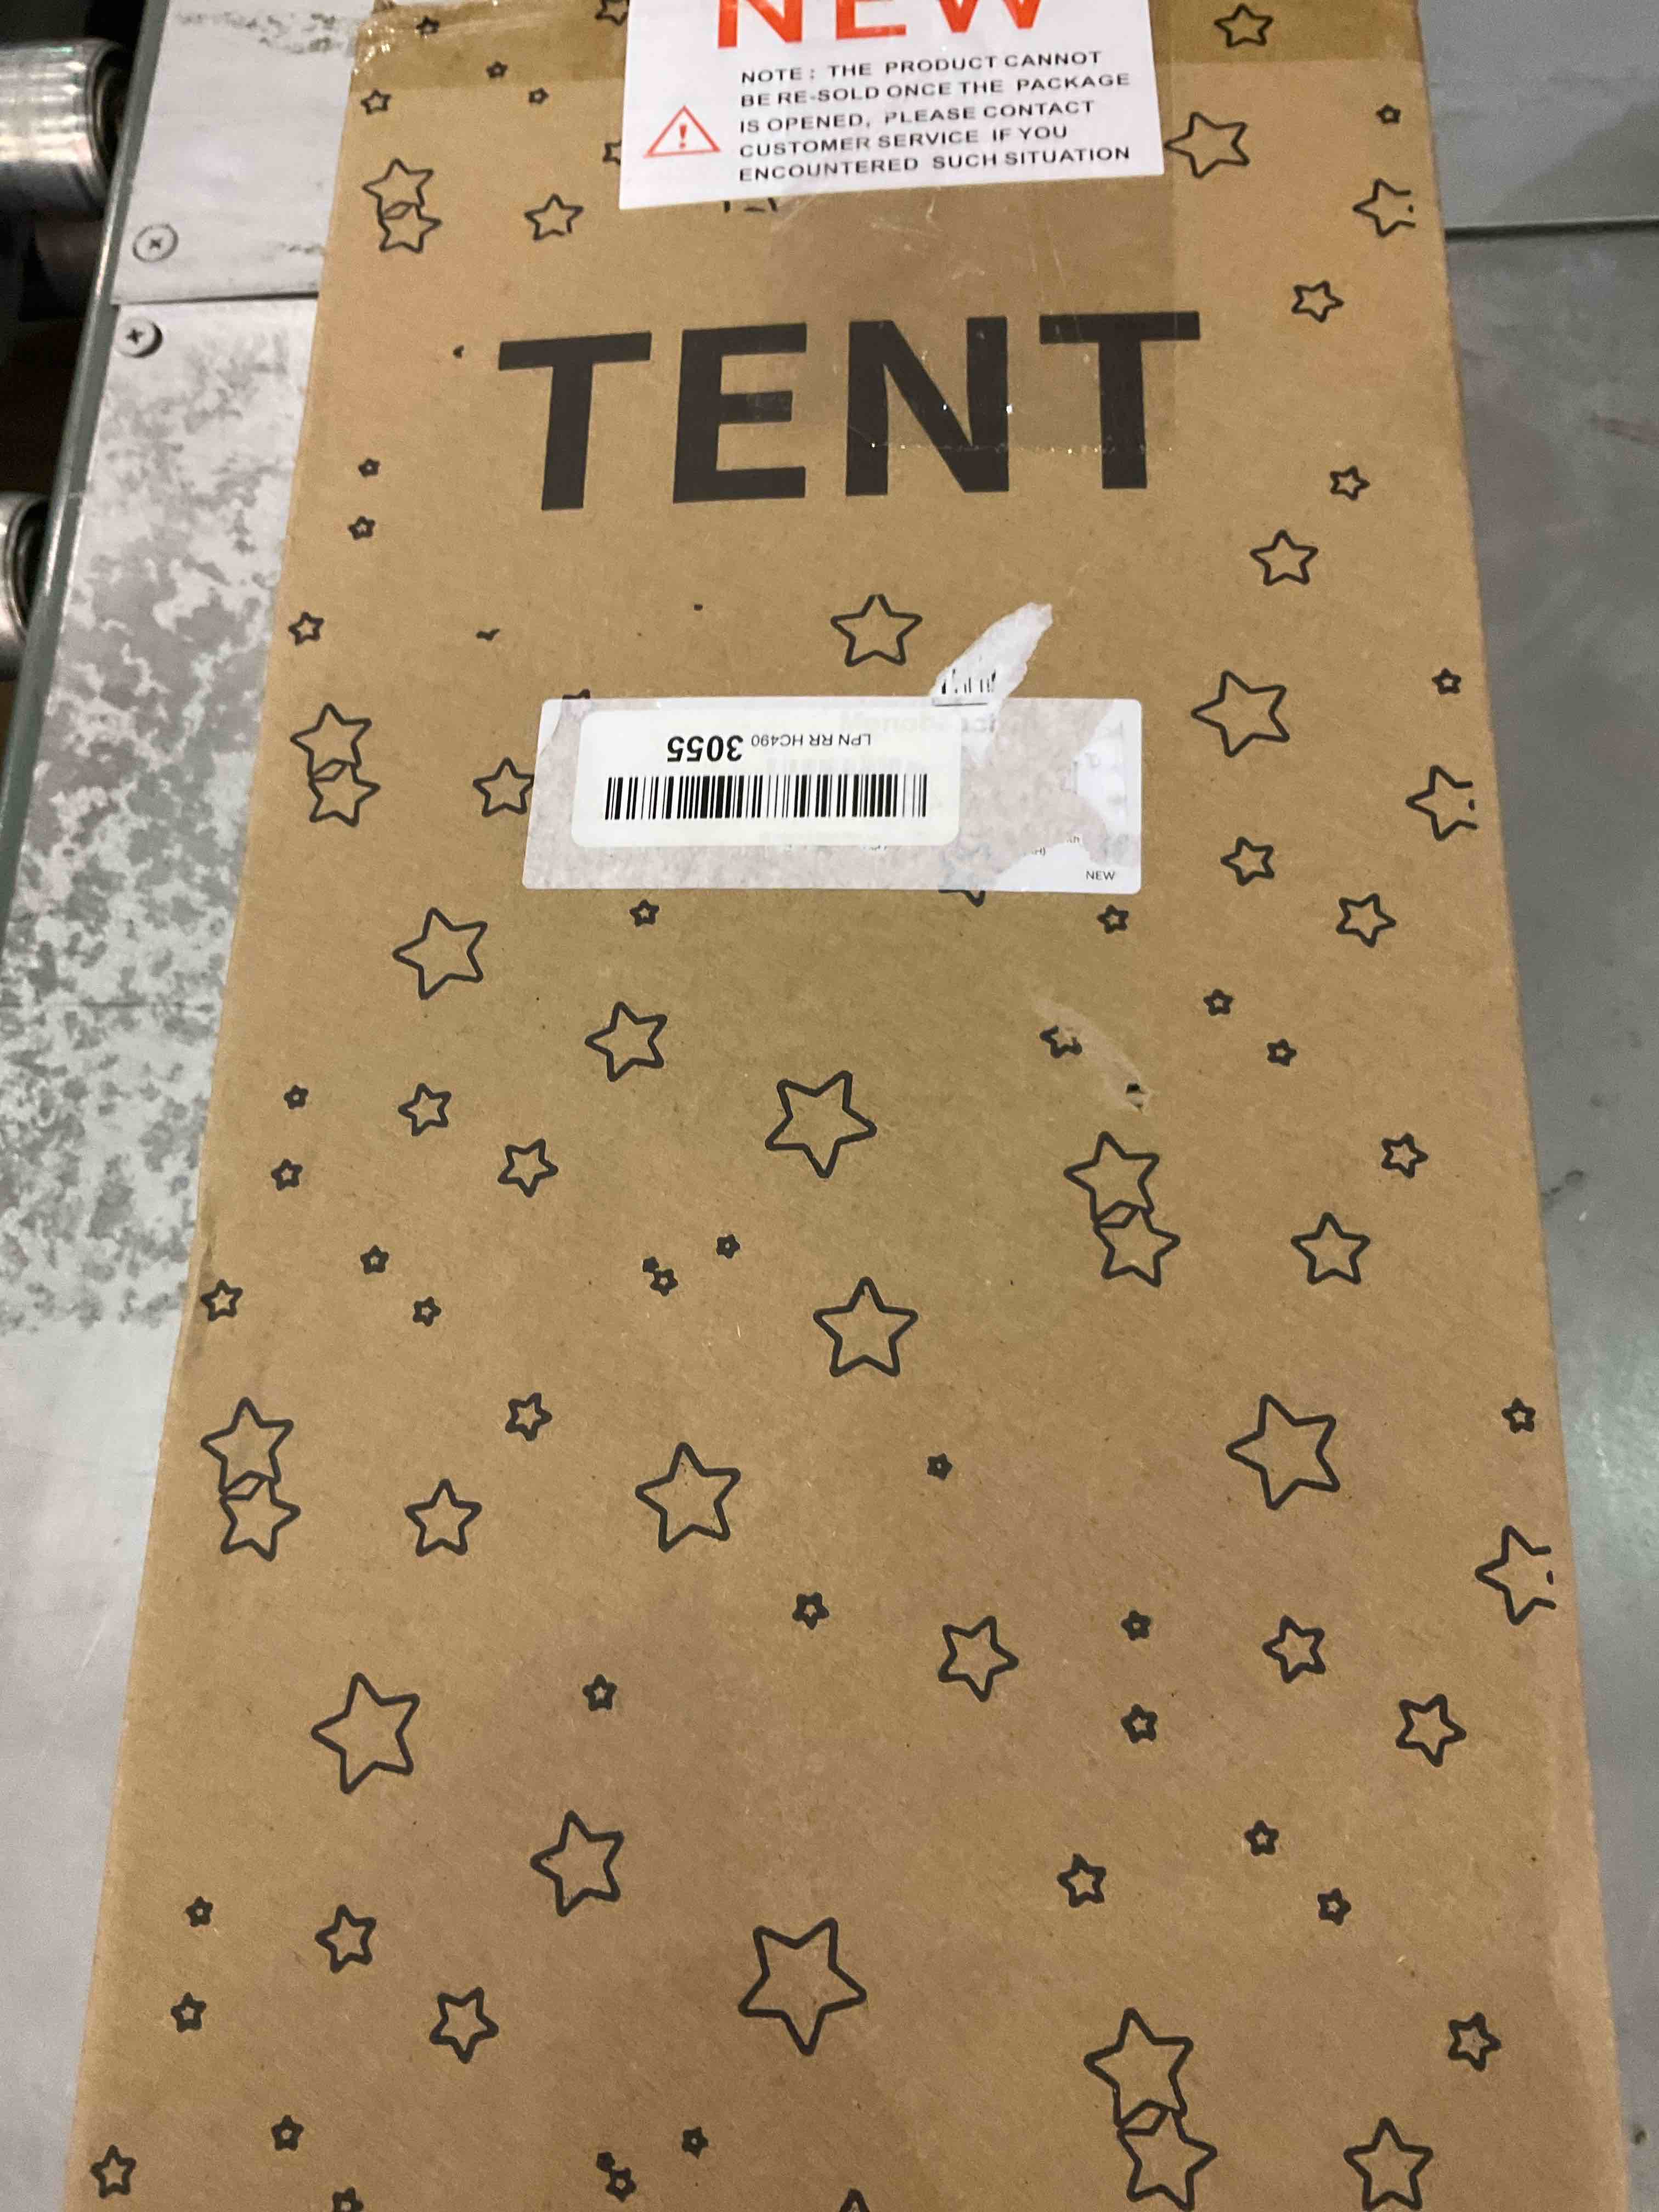 NEW
NOTE : THE PRODUCT CANNOT
BE RE-SOLD ONCE THE PACKAGE
IS OPENED, PLEASE CONTACT
CUSTOMER SERVICE IF YOU
ENCOUNTERED SUCH SITUATION
TENT
LPN RR HC490 3055
NEW